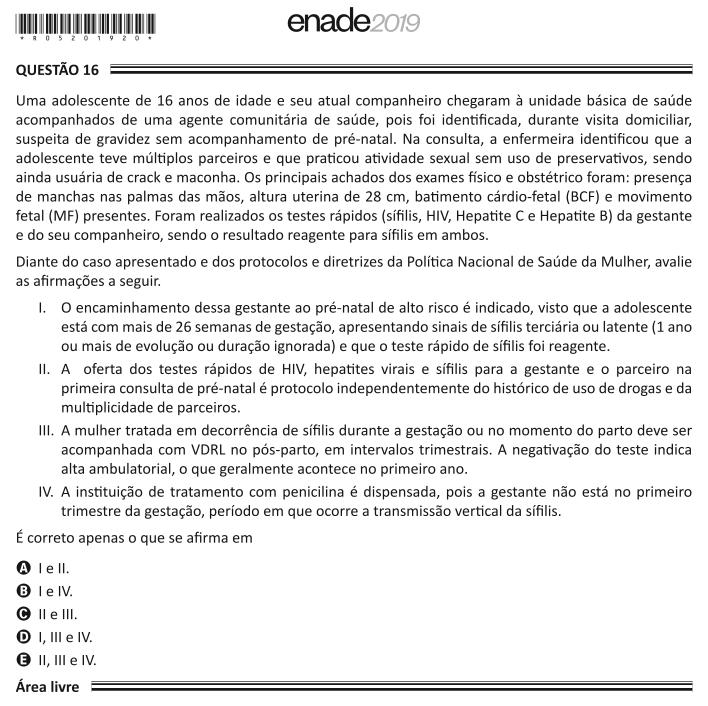 enade2019
*R05201920*
QUESTÃO 16
Uma adolescente de 16 anos de idade e seu atual companheiro chegaram à unidade básica de saúde
acompanhados de uma agente comunitária de saúde, pois foi identificada, durante visita domiciliar,
suspeita de gravidez sem acompanhamento de pré-natal. Na consulta, a enfermeira identificou que a
adolescente teve múltiplos parceiros e que praticou atividade sexual sem uso de preservativos, sendo
ainda usuária de crack e maconha. Os principais achados dos exames físico e obstétrico foram: presença
de manchas nas palmas das mãos, altura uterina de 28 cm, batimento cárdio-fetal (BCF) e movimento
fetal (MF) presentes. Foram realizados os testes rápidos (sífilis, HIV, Hepatite C e Hepatite B) da gestante
e do seu companheiro, sendo o resultado reagente para sífilis em ambos.
Diante do caso apresentado e dos protocolos e diretrizes da Política Nacional de Saúde da Mulher, avalie
as afirmações a seguir.
I. O encaminhamento dessa gestante ao pré-natal de alto risco é indicado, visto que a adolescente
está com mais de 26 semanas de gestação, apresentando sinais de sífilis terciária ou latente (1 ano
ou mais de evolução ou duração ignorada) e que o teste rápido de sífilis foi reagente.
II. A oferta dos testes rápidos de HIV, hepatites virais e sífilis para a gestante e o parceiro na
primeira consulta de pré-natal é protocolo independentemente do histórico de uso de drogas e da
multiplicidade de parceiros.
III. A mulher tratada em decorrência de sífilis durante a gestação ou no momento do parto deve ser
acompanhada com VDRL no pós-parto, em intervalos trimestrais. A negativação do teste indica
alta ambulatorial, o que geralmente acontece no primeiro ano.
IV. A instituição de tratamento com penicilina é dispensada, pois a gestante não está no primeiro
trimestre da gestação, período em que ocorre a transmissão vertical da sífilis.
É correto apenas o que se afirma em
A I e II.
B I e IV.
C II e III.
D I, III e IV.
E II, III e IV.
Área livre